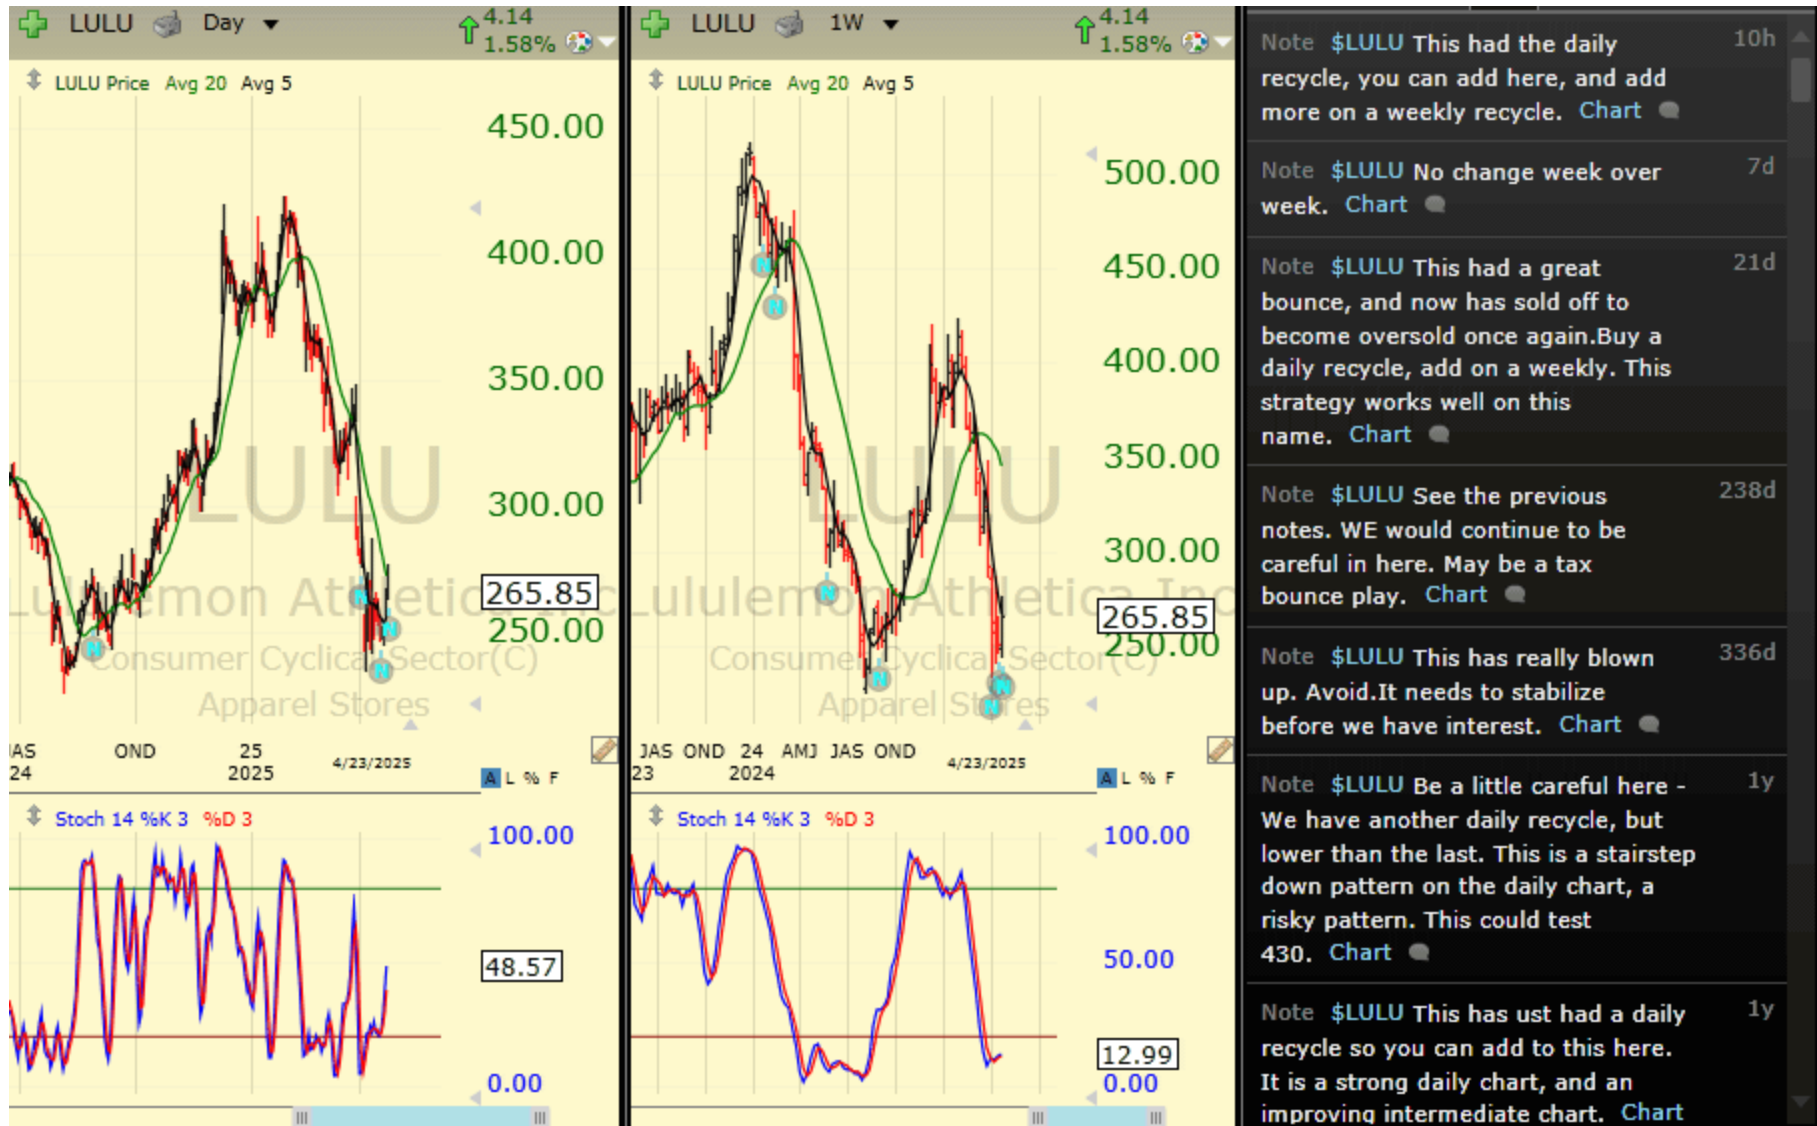 LULU Day 4.14
1.58%
LULU Price Avg 20 Avg 5
450.00
400.00
350.00
300.00
265.85
250.00
LULU
Lululemon Athletica Inc
Consumer Cyclical Sector(C)
Apparel Stores
JAS OND 25
24 2025 4/23/2025
A L % F
Stoch 14 %K 3 %D 3
100.00
48.57
0.00
LULU 1W 4.14
1.58%
LULU Price Avg 20 Avg 5
500.00
450.00
400.00
350.00
300.00
265.85
250.00
LULU
Lululemon Athletica Inc
Consumer Cyclical Sector(C)
Apparel Stores
JAS OND 24 AMJ JAS OND
23 2024 4/23/2025
A L % F
Stoch 14 %K 3 %D 3
100.00
50.00
12.99
0.00
Note $LULU This had the daily 10h
recycle, you can add here, and add
more on a weekly recycle. Chart
Note $LULU No change week over 7d
week. Chart
Note $LULU This had a great 21d
bounce, and now has sold off to
become oversold once again.Buy a
daily recycle, add on a weekly. This
strategy works well on this
name. Chart
Note $LULU See the previous 238d
notes. WE would continue to be
careful in here. May be a tax
bounce play. Chart
Note $LULU This has really blown 336d
up. Avoid.It needs to stabilize
before we have interest. Chart
Note $LULU Be a little careful here - 1y
We have another daily recycle, but
lower than the last. This is a stairstep
down pattern on the daily chart, a
risky pattern. This could test
430. Chart
Note $LULU This has ust had a daily 1y
recycle so you can add to this here.
It is a strong daily chart, and an
improving intermediate chart. Chart